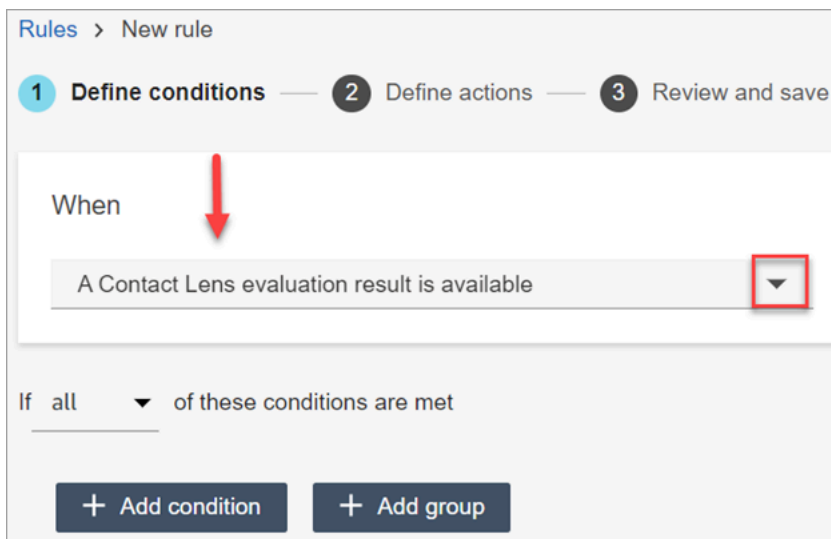 Rules > New rule
1 Define conditions 2 Define actions 3 Review and save
When
A Contact Lens evaluation result is available
If all of these conditions are met
+ Add condition + Add group